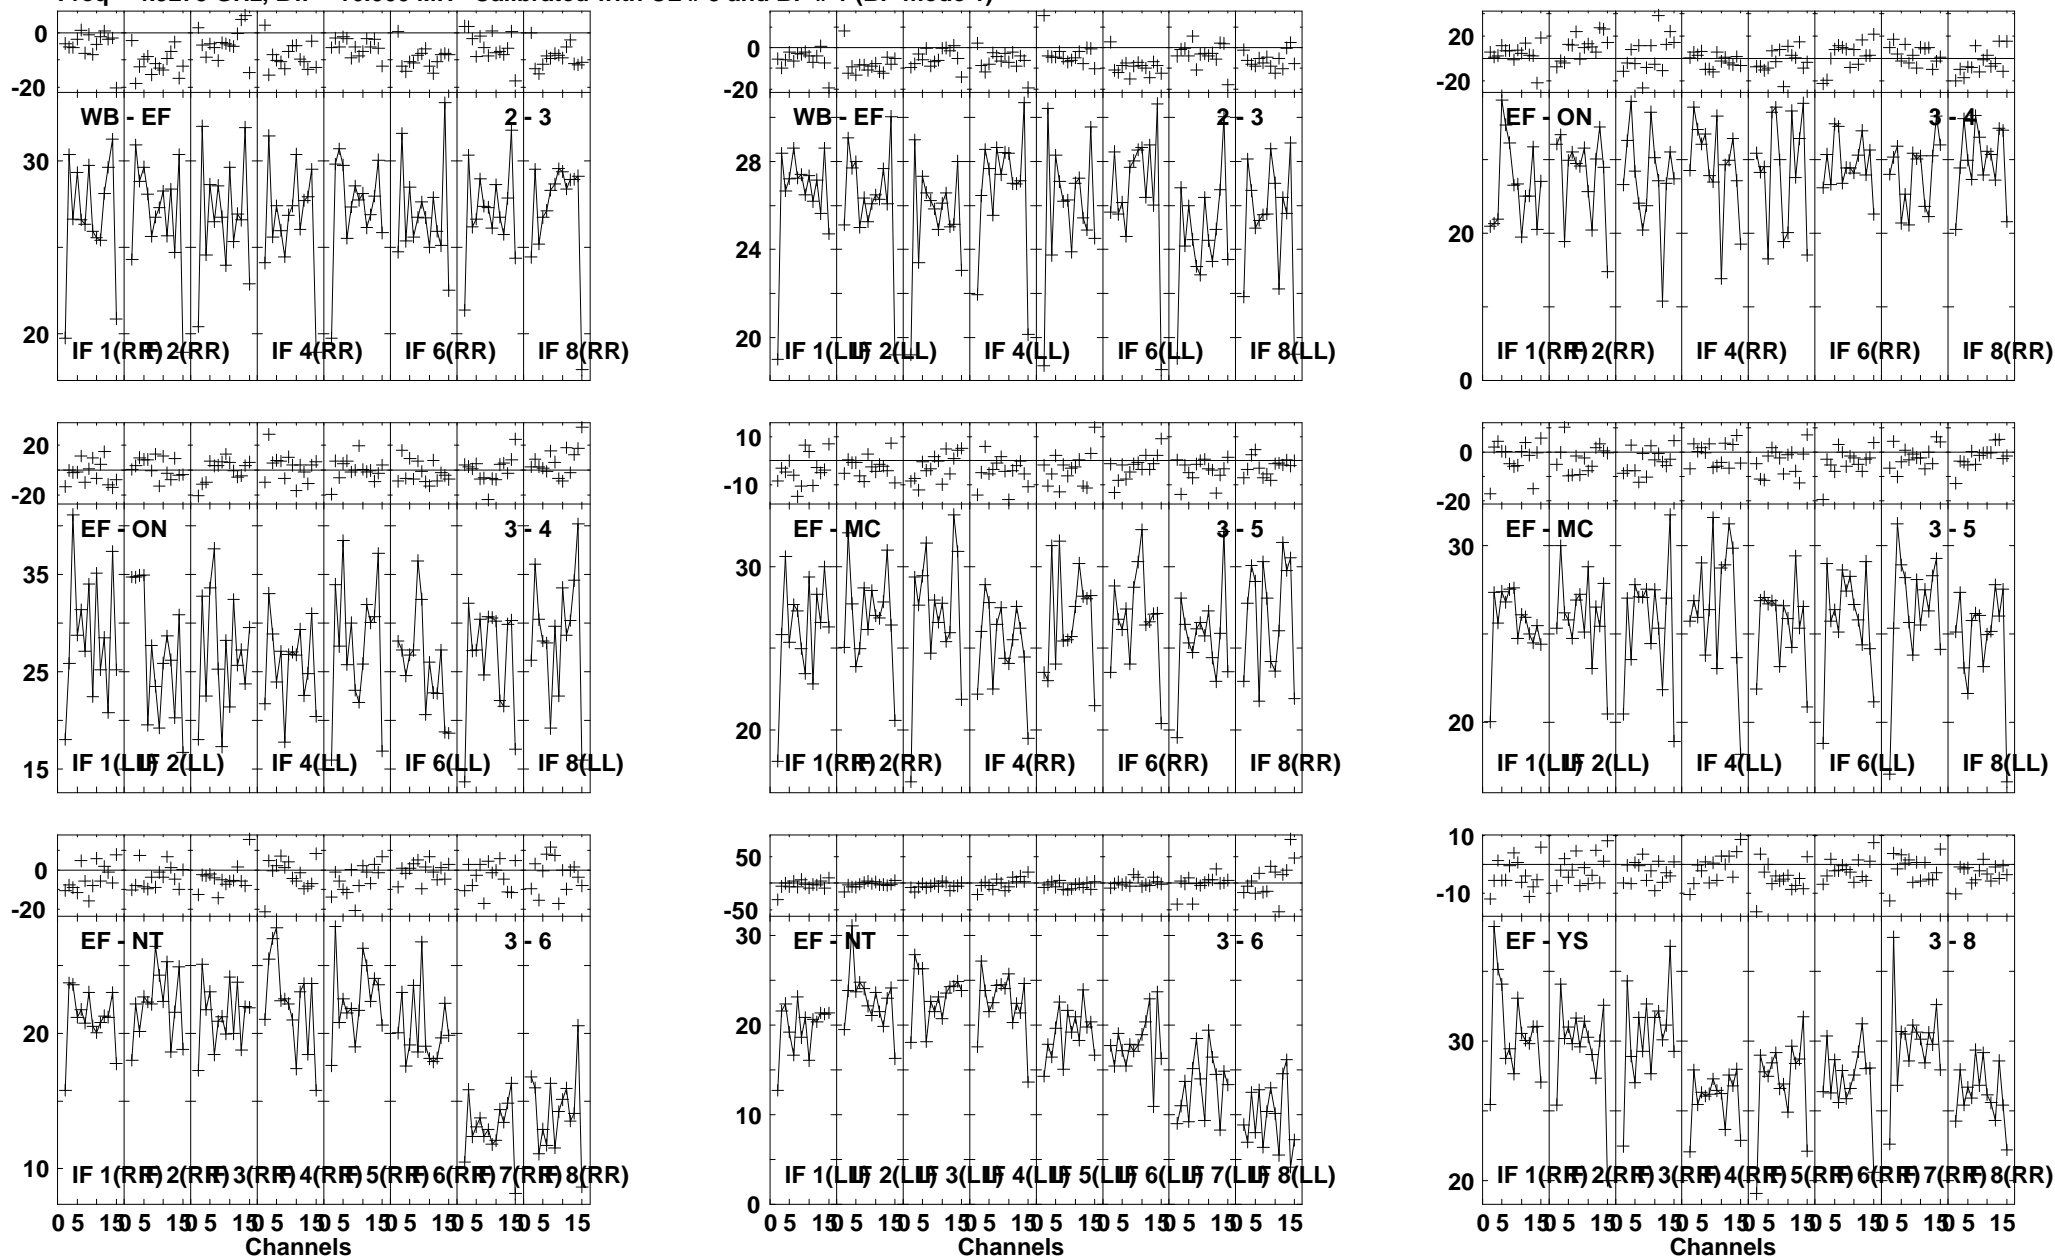 Freq = GHz, Bw = MH Calibrated with CL # and BP # 1 (BP mode 1)
0
-20
WB - EF 2 - 3
30
20
IF 1(RR) IF 2(RR) IF 4(RR) IF 6(RR) IF 8(RR)
0
-20
WB - EF 2 - 3
28
24
20
IF 1(LL) IF 2(LL) IF 4(LL) IF 6(LL) IF 8(LL)
20
-20
EF - ON 3 - 4
20
0
IF 1(RR) IF 2(RR) IF 4(RR) IF 6(RR) IF 8(RR)
20
-20
EF - ON 3 - 4
35
25
15
IF 1(LL) IF 2(LL) IF 4(LL) IF 6(LL) IF 8(LL)
10
-10
EF - MC 3 - 5
30
20
IF 1(RR) IF 2(RR) IF 4(RR) IF 6(RR) IF 8(RR)
0
-20
EF - MC 3 - 5
30
20
IF 1(LL) IF 2(LL) IF 4(LL) IF 6(LL) IF 8(LL)
0
-20
EF - NT 3 - 6
20
10
IF 1(RR) IF 2(RR) IF 3(RR) IF 4(RR) IF 5(RR) IF 6(RR) IF 7(RR) IF 8(RR)
0 5 15 0 5 15 0 5 15 0 5 15 0 5 15 0 5 15 0 5 15 0 5 15
Channels
50
-50
EF - NT 3 - 6
30
20
10
0
IF 1(LL) IF 2(LL) IF 3(LL) IF 4(LL) IF 5(LL) IF 6(LL) IF 7(LL) IF 8(LL)
0 5 15 0 5 15 0 5 15 0 5 15 0 5 15 0 5 15 0 5 15 0 5 15
Channels
10
-10
EF - YS 3 - 8
30
20
IF 1(RR) IF 2(RR) IF 3(RR) IF 4(RR) IF 5(RR) IF 6(RR) IF 7(RR) IF 8(RR)
0 5 15 0 5 15 0 5 15 0 5 15 0 5 15 0 5 15 0 5 15 0 5 15
Channels